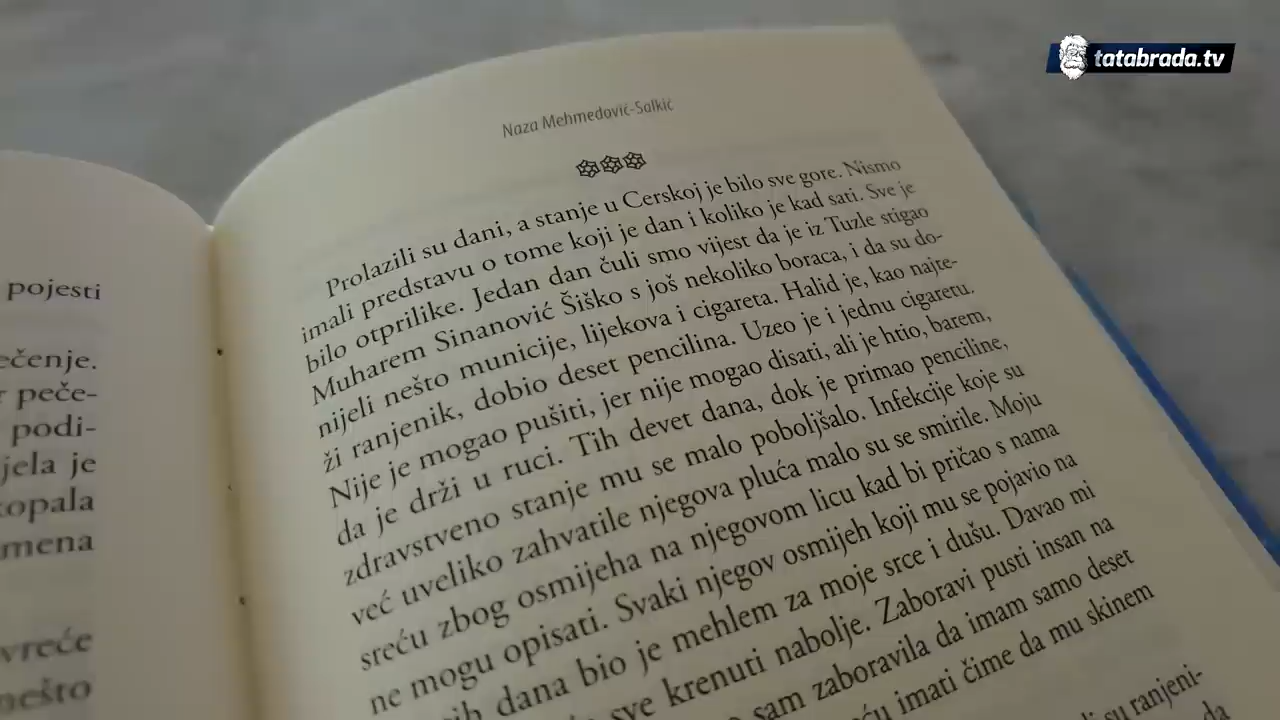 tatabrada.tv
pojesti
ečenje.
r peče-
podi-
jela je
kopala
mena
vreće
nešto
Naza Mehmedović-Salkić
Prolazili su dani, a stanje u Cerskoj je bilo sve gore. Nismo
imali predstavu o tome koji je dan i koliko je kad sati. Sve je
bilo otprilike. Jedan dan čuli smo vijest da je iz Tuzle stigao
Muharem Sinanović Šiško s još nekoliko boraca, i da su do-
nijeli nešto municije, lijekova i cigareta. Halid je, kao najte-
ži ranjenik, dobio deset pencilina. Uzeo je i jednu cigaretu.
Nije je mogao pušiti, jer nije mogao disati, ali je htio, barem,
da je drži u ruci. Tih devet dana, dok je primao penciline,
zdravstveno stanje mu se malo poboljšalo. Infekcije koje su
već uveliko zahvatile njegova pluća malo su se smirile. Moju
sreću zbog osmijeha na njegovom licu kad bi pričao s nama
ne mogu opisati. Svaki njegov osmijeh koji mu se pojavio na
dana bio je mehlem za moje srce i dušu. Davao mi
sve krenuti nabolje. Zaboravi pusti insan na
sam zaboravila da imam samo deset
imati čime da mu skinem
su ranjeni-
da